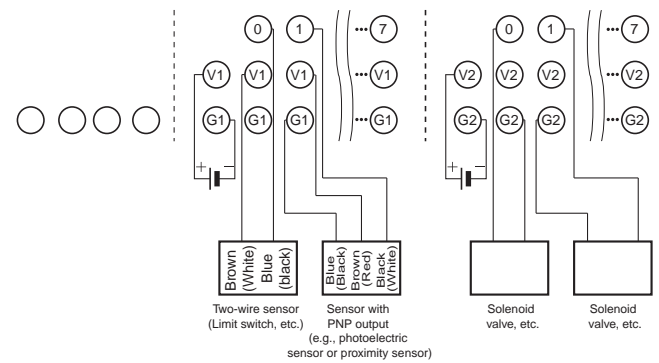 0 1 ••• 7 0 1 ••• 7
V1 V1 V1 ••• V1 V2 V2 V2 ••• V2
G1 G1 G1 ••• G1 G2 G2 G2 ••• G2
+ − + −
Brown
(White)
Blue
(black)
Blue
(Black)
Brown
(Red)
Black
(White)
Two-wire sensor
(Limit switch, etc.)
Sensor with
PNP output
(e.g., photoelectric
sensor or proximity sensor)
Solenoid
valve, etc.
Solenoid
valve, etc.